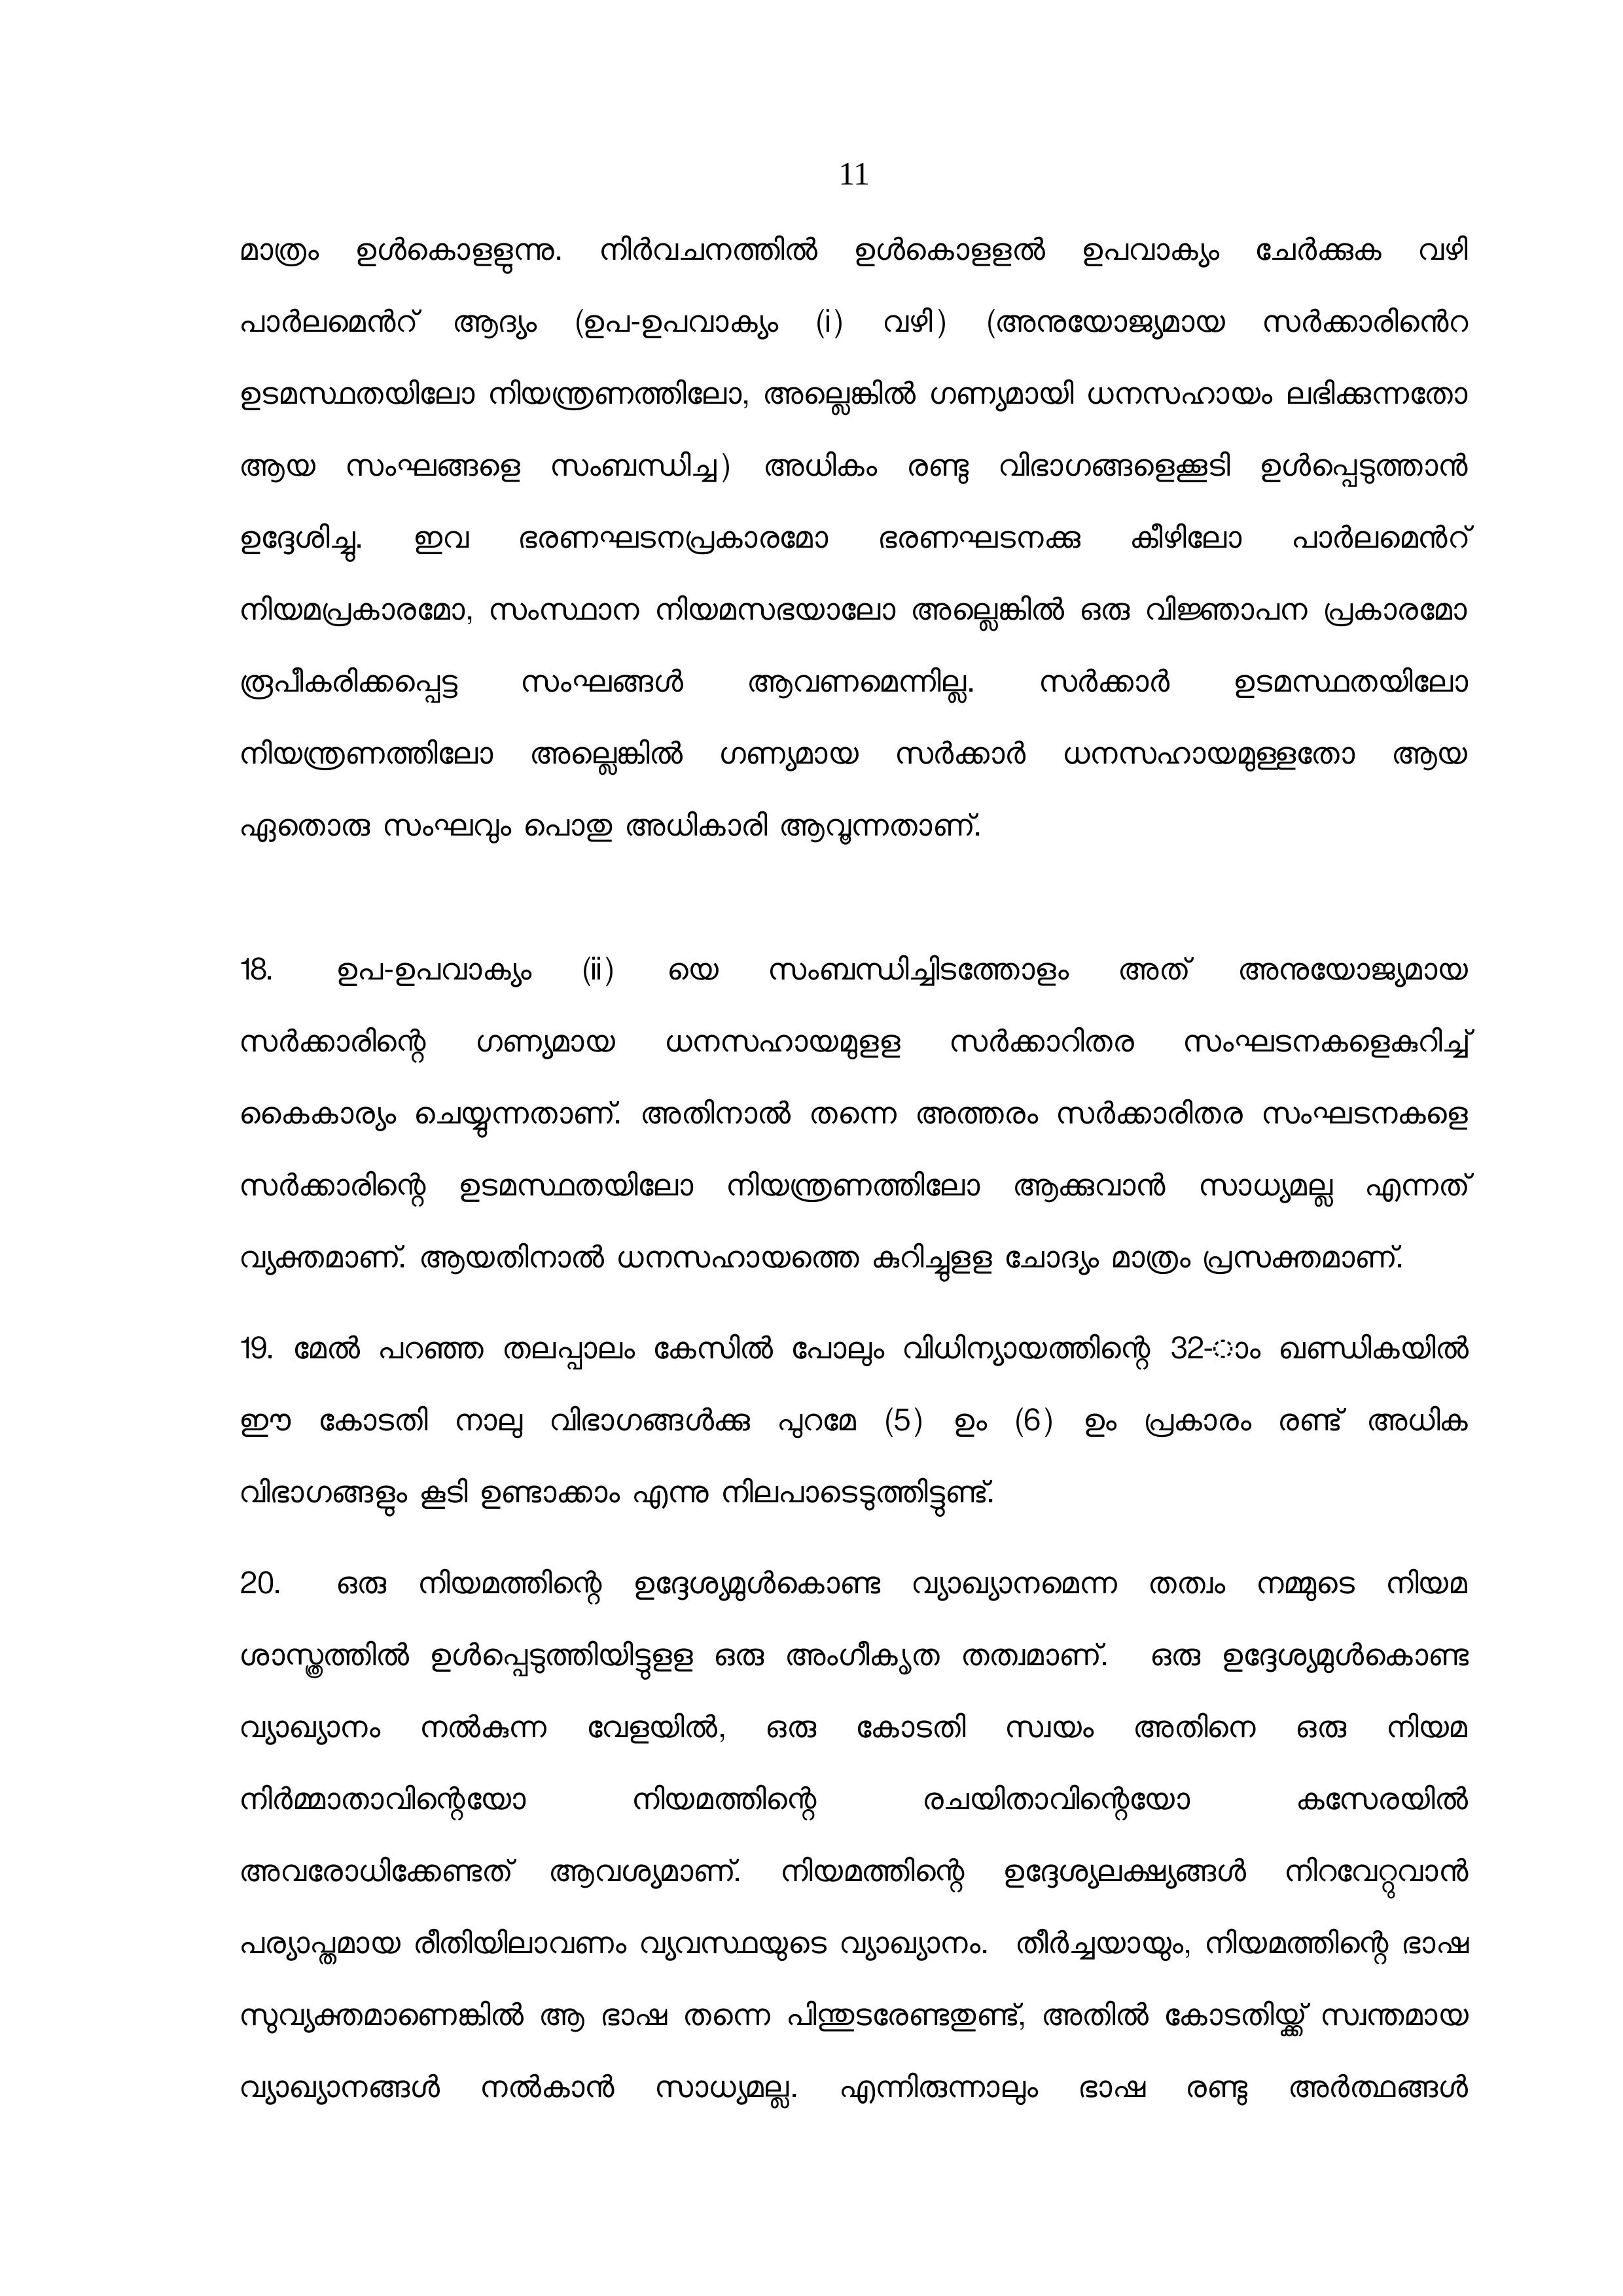 11
മാത്രം ഉൾകൊളളുന്നു. നിർവചനത്തിൽ ഉൾകൊളളൽ ഉപവാക്യം ചേർക്കുക വഴി
പാർലമെൻറ് ആദ്യം (ഉപ-ഉപവാക്യം (i) വഴി) (അനുയോജ്യമായ സർക്കാരിൻെറ
ഉടമസ്ഥതയിലോ നിയന്ത്രണത്തിലോ, അല്ലെങ്കിൽ ഗണ്യമായി ധനസഹായം ലഭിക്കുന്നതോ
ആയ സംഘങ്ങളെ സംബന്ധിച്ച) അധികം രണ്ടു വിഭാഗങ്ങളെക്കൂടി ഉൾപ്പെടുത്താൻ
ഉദ്ദേശിച്ചു. ഇവ ഭരണഘടനപ്രകാരമോ ഭരണഘടനക്കു കീഴിലോ പാർലമെൻറ്
നിയമപ്രകാരമോ, സംസ്ഥാന നിയമസഭയാലോ അല്ലെങ്കിൽ ഒരു വിജ്ഞാപന പ്രകാരമോ
രൂപീകരിക്കപ്പെട്ട സംഘങ്ങൾ ആവണമെന്നില്ല. സർക്കാർ ഉടമസ്ഥതയിലോ
നിയന്ത്രണത്തിലോ അല്ലെങ്കിൽ ഗണ്യമായ സർക്കാർ ധനസഹായമുള്ളതോ ആയ
ഏതൊരു സംഘവും പൊതു അധികാരി ആവൂന്നതാണ്.
18. ഉപ-ഉപവാക്യം (ii) യെ സംബന്ധിച്ചിടത്തോളം അത് അനുയോജ്യമായ
സർക്കാരിന്റെ ഗണ്യമായ ധനസഹായമുളള സർക്കാറിതര സംഘടനകളെകുറിച്ച്
കൈകാര്യം ചെയ്യുന്നതാണ്. അതിനാൽ തന്നെ അത്തരം സർക്കാരിതര സംഘടനകളെ
സർക്കാരിന്റെ ഉടമസ്ഥതയിലോ നിയന്ത്രണത്തിലോ ആക്കുവാൻ സാധ്യമല്ല എന്നത്
വ്യക്തമാണ്. ആയതിനാൽ ധനസഹായത്തെ കുറിച്ചുളള ചോദ്യം മാത്രം പ്രസക്തമാണ്.
19. മേൽ പറഞ്ഞ തലപ്പാലം കേസിൽ പോലും വിധിന്യായത്തിന്റെ 32-ാം ഖണ്ഡികയിൽ
ഈ കോടതി നാലു വിഭാഗങ്ങൾക്കു പുറമേ (5) ഉം (6) ഉം പ്രകാരം രണ്ട് അധിക
വിഭാഗങ്ങളും കൂടി ഉണ്ടാക്കാം എന്നു നിലപാടെടുത്തിട്ടുണ്ട്.
20. ഒരു നിയമത്തിന്റെ ഉദ്ദേശ്യമുൾകൊണ്ട വ്യാഖ്യാനമെന്ന തത്വം നമ്മുടെ നിയമ
ശാസ്ത്രത്തിൽ ഉൾപ്പെടുത്തിയിട്ടുളള ഒരു അംഗീകൃത തത്വമാണ്. ഒരു ഉദ്ദേശ്യമുൾകൊണ്ട
വ്യാഖ്യാനം നൽകുന്ന വേളയിൽ, ഒരു കോടതി സ്വയം അതിനെ ഒരു നിയമ
നിർമ്മാതാവിന്റെയോ നിയമത്തിന്റെ രചയിതാവിന്റെയോ കസേരയിൽ
അവരോധിക്കേണ്ടത് ആവശ്യമാണ്. നിയമത്തിന്റെ ഉദ്ദേശ്യലക്ഷ്യങ്ങൾ നിറവേറ്റുവാൻ
പര്യാപ്തമായ രീതിയിലാവണം വ്യവസ്ഥയുടെ വ്യാഖ്യാനം. തീർച്ചയായും, നിയമത്തിന്റെ ഭാഷ
സുവ്യക്തമാണെങ്കിൽ ആ ഭാഷ തന്നെ പിന്തുടരേണ്ടതുണ്ട്, അതിൽ കോടതിയ്ക്ക് സ്വന്തമായ
വ്യാഖ്യാനങ്ങൾ നൽകാൻ സാധ്യമല്ല. എന്നിരുന്നാലും ഭാഷ രണ്ടു അർത്ഥങ്ങൾ